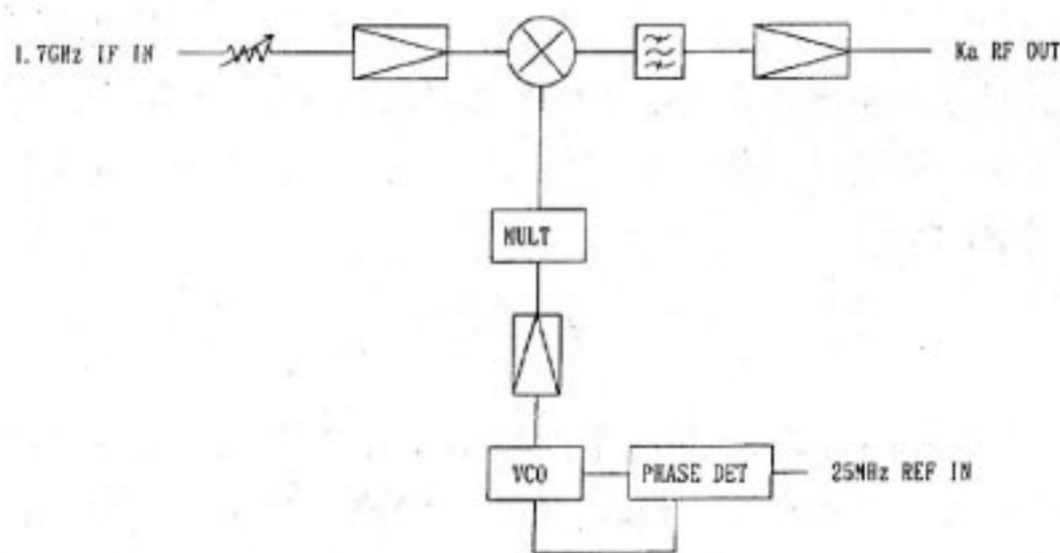 1.7GHz IF IN
Ka RF OUT
MULT
VCO
PHASE DET
25MHz REF IN